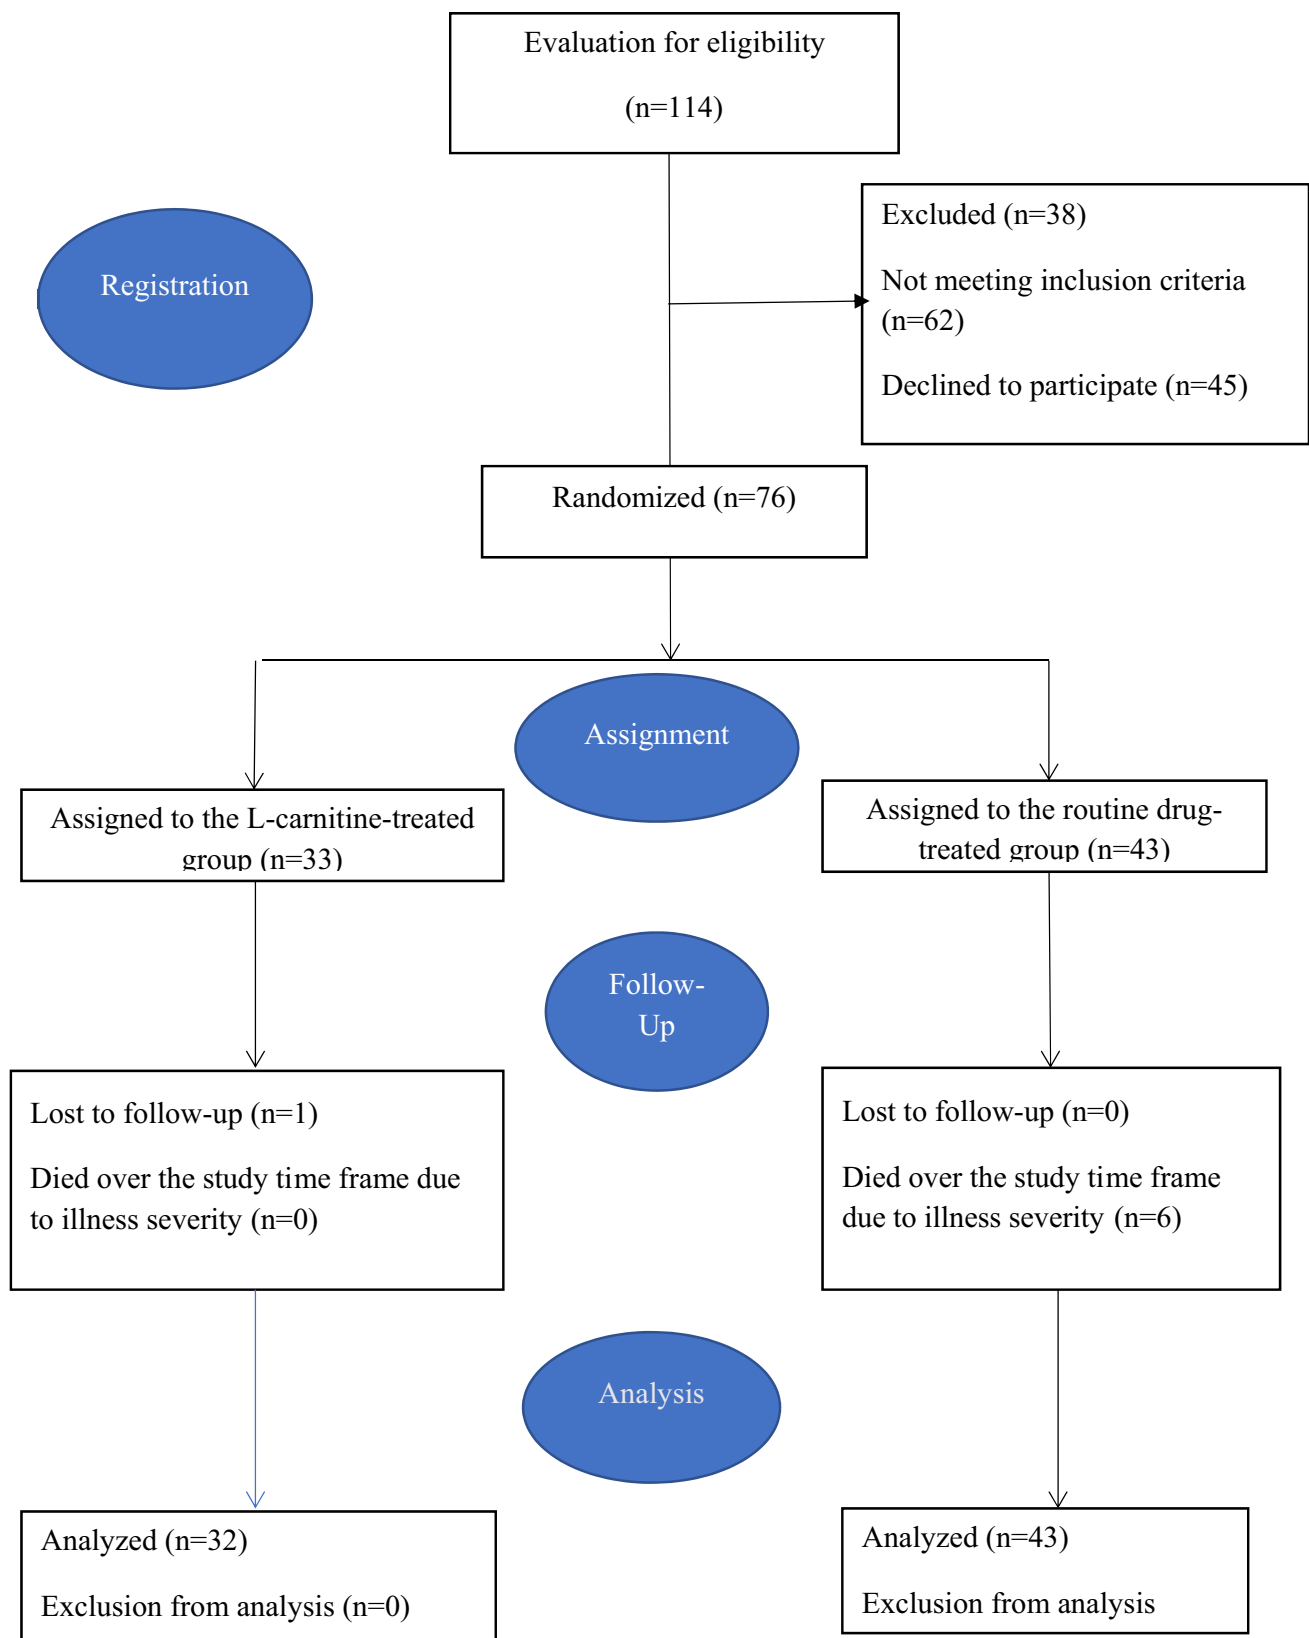 Evaluation for eligibility
(n=114)
Registration
Excluded (n=38)
Not meeting inclusion criteria
(n=62)
Declined to participate (n=45)
Randomized (n=76)
Assignment
Assigned to the L-carnitine-treated
group (n=33)
Assigned to the routine drug-
treated group (n=43)
Follow-
Up
Lost to follow-up (n=1)
Died over the study time frame due
to illness severity (n=0)
Lost to follow-up (n=0)
Died over the study time frame
due to illness severity (n=6)
Analysis
Analyzed (n=32)
Exclusion from analysis (n=0)
Analyzed (n=43)
Exclusion from analysis